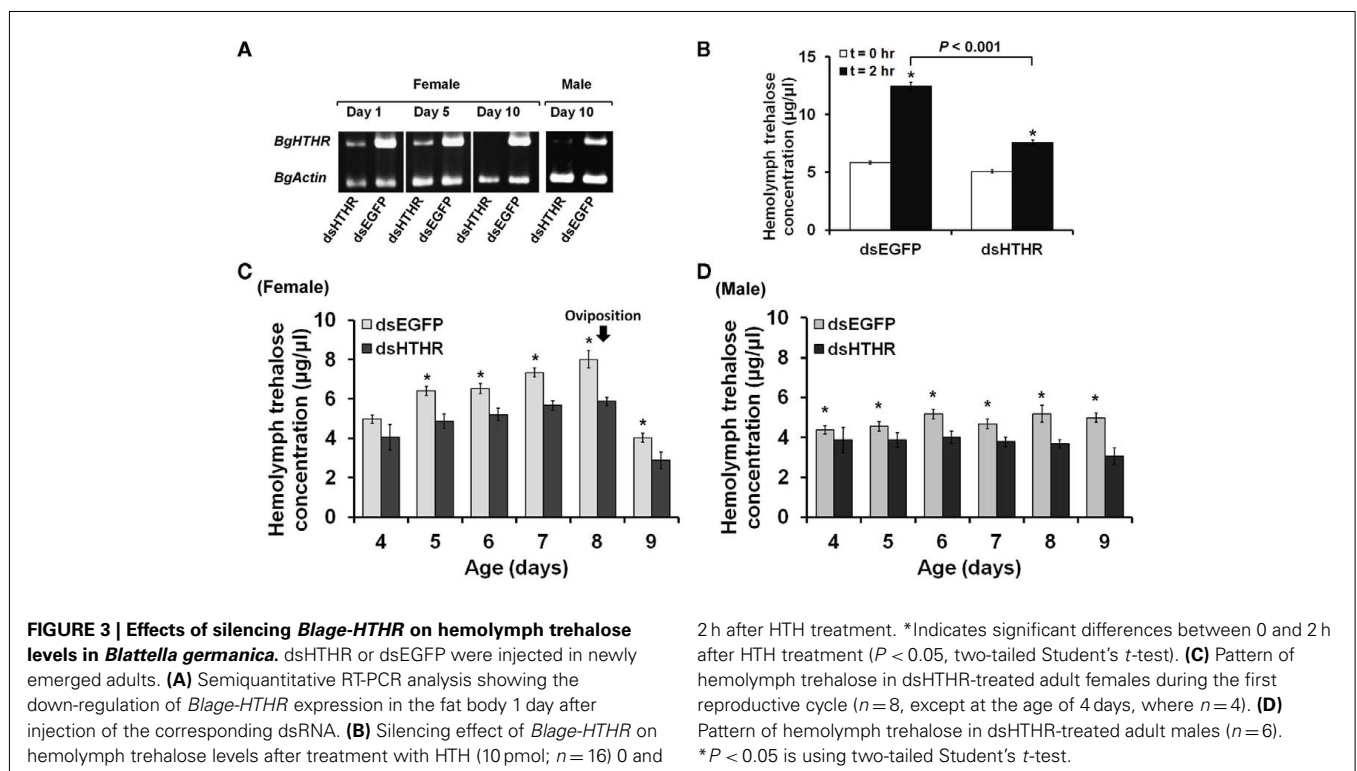 A
Female
Male
Day 1
Day 5
Day 10
Day 10
BgHTHR
BgActin
dsHTHR
dsEGFP
dsHTHR
dsEGFP
dsHTHR
dsEGFP
dsHTHR
dsEGFP
B
t = 0 hr
t = 2 hr
P < 0.001
Hemolymph trehalose
concentration (µg/µl)
15
10
5
0
*
*
dsEGFP
dsHTHR
C
(Female)
dsEGFP
dsHTHR
Oviposition
Hemolymph trehalose
concentration (µg/µl)
10
8
6
4
2
0
* * * * *
4 5 6 7 8 9
Age (days)
D
(Male)
dsEGFP
dsHTHR
Hemolymph trehalose
concentration (µg/µl)
10
8
6
4
2
0
* * * * * *
4 5 6 7 8 9
Age (days)
FIGURE 3 | Effects of silencing Blage-HTHR on hemolymph trehalose
levels in Blattella germanica. dsHTHR or dsEGFP were injected in newly
emerged adults. (A) Semiquantitative RT-PCR analysis showing the
down-regulation of Blage-HTHR expression in the fat body 1 day after
injection of the corresponding dsRNA. (B) Silencing effect of Blage-HTHR on
hemolymph trehalose levels after treatment with HTH (10 pmol; n = 16) 0 and
2 h after HTH treatment. *Indicates significant differences between 0 and 2 h
after HTH treatment (P < 0.05, two-tailed Student's t-test). (C) Pattern of
hemolymph trehalose in dsHTHR-treated adult females during the first
reproductive cycle (n = 8, except at the age of 4 days, where n = 4). (D)
Pattern of hemolymph trehalose in dsHTHR-treated adult males (n = 6).
*P < 0.05 is using two-tailed Student's t-test.